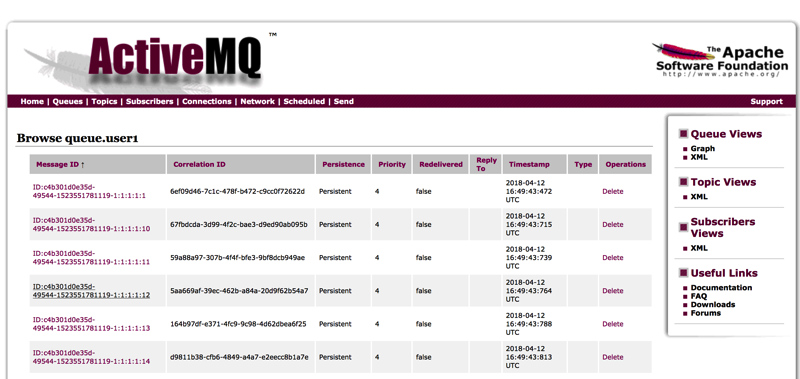 ActiveMQ ™
The Apache
Software Foundation
http://www.apache.org/
Home | Queues | Topics | Subscribers | Connections | Network | Scheduled | Send
Support
Browse queue.user1
Message ID ↑ Correlation ID Persistence Priority Redelivered Reply To Timestamp Type Operations
ID:c4b301d0e35d-
49544-1523551781119-1:1:1:1:1
6ef09d46-7c1c-478f-b472-c9cc0f72622d Persistent 4 false
2018-04-12
16:49:43:472
UTC
Delete
ID:c4b301d0e35d-
49544-1523551781119-1:1:1:1:10
67fbdcda-3d99-4f2c-bae3-d9ed90ab095b Persistent 4 false
2018-04-12
16:49:43:715
UTC
Delete
ID:c4b301d0e35d-
49544-1523551781119-1:1:1:1:11
59a88a97-307b-4f4f-bfe3-9bf8dcb949ae Persistent 4 false
2018-04-12
16:49:43:739
UTC
Delete
ID:c4b301d0e35d-
49544-1523551781119-1:1:1:1:12
5aa669af-39ec-462b-a84a-20d9f62b54a7 Persistent 4 false
2018-04-12
16:49:43:764
UTC
Delete
ID:c4b301d0e35d-
49544-1523551781119-1:1:1:1:13
164b97df-e371-4fc9-9c98-4d62dbea6f25 Persistent 4 false
2018-04-12
16:49:43:788
UTC
Delete
ID:c4b301d0e35d-
49544-1523551781119-1:1:1:1:14
d9811b38-cfb6-4849-a4a7-e2eecc8b1a7e Persistent 4 false
2018-04-12
16:49:43:813
UTC
Delete
Queue Views
Graph
XML
Topic Views
XML
Subscribers
Views
XML
Useful Links
Documentation
FAQ
Downloads
Forums